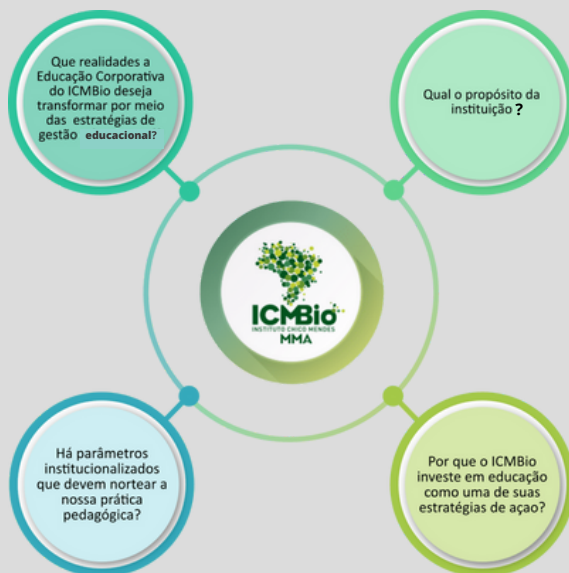 Que realidades a
Educação Corporativa
do ICMBio deseja
transformar por meio
das estratégias de
gestão educacional?
Qual o propósito da
instituição ?
ICMBio
INSTITUTO CHICO MENDES
MMA
Há parâmetros
institucionalizados
que devem nortear a
nossa prática
pedagógica?
Por que o ICMBio
investe em educação
como uma de suas
estratégias de açao?